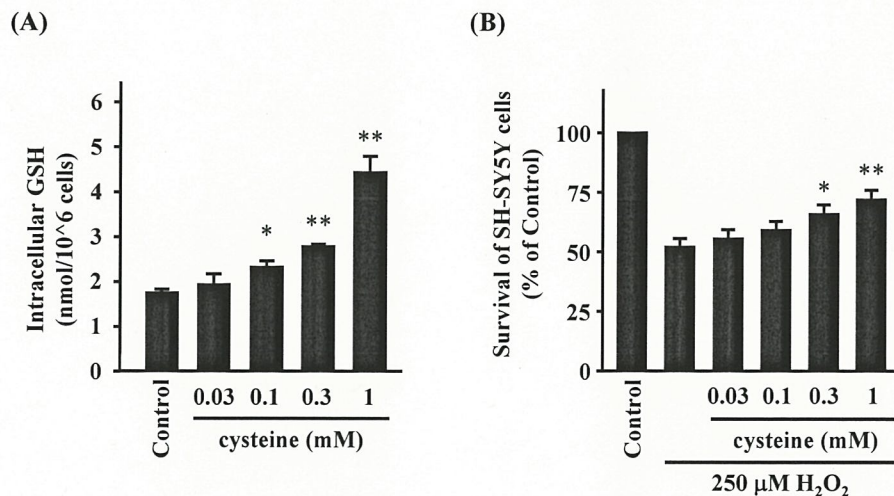 (A)
Intracellular GSH
(nmol/10^6 cells)
6
5
4
3
2
1
0
*
**
**
Control
0.03 0.1 0.3 1
cysteine (mM)
(B)
Survival of SH-SY5Y cells
(% of Control)
100
75
50
25
0
*
**
Control
0.03 0.1 0.3 1
cysteine (mM)
250 μM H₂O₂